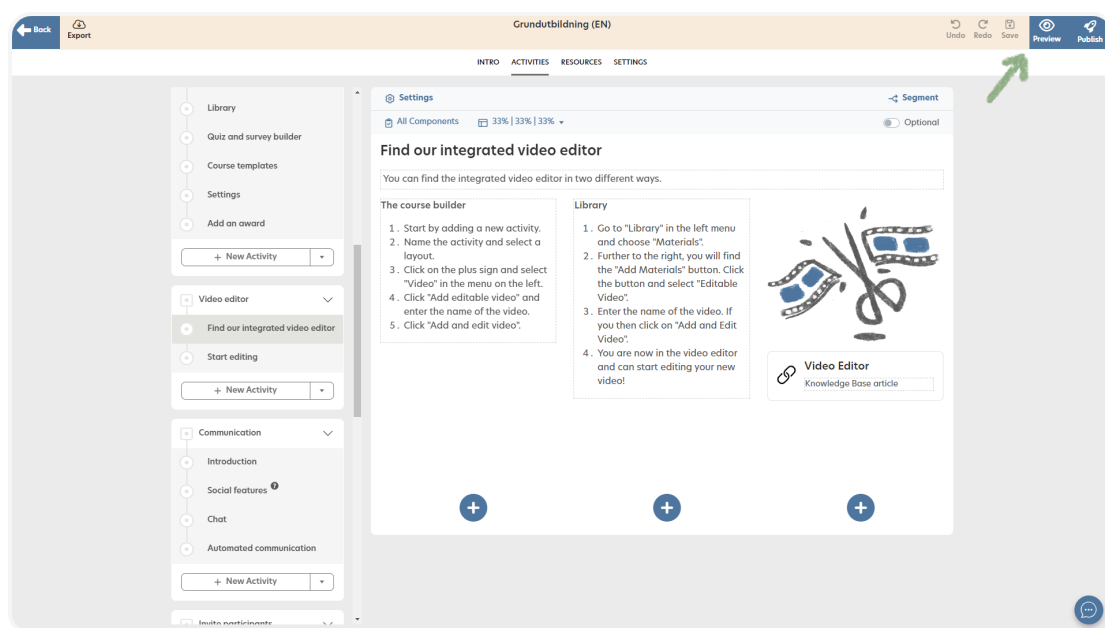 Back
Export
Grundutbildning (EN)
Undo
Redo
Save
Preview
Publish
INTRO ACTIVITIES RESOURCES SETTINGS
Library
Quiz and survey builder
Course templates
Settings
Add an award
+ New Activity
Video editor
Find our integrated video editor
Start editing
+ New Activity
Communication
Introduction
Social features ?
Chat
Automated communication
+ New Activity
Invite participants
Settings
Segment
All Components
33% | 33% | 33%
Optional
Find our integrated video editor
You can find the integrated video editor in two different ways.
The course builder
1. Start by adding a new activity.
2. Name the activity and select a
layout.
3. Click on the plus sign and select
"Video" in the menu on the left.
4. Click "Add editable video" and
enter the name of the video.
5. Click "Add and edit video".
Library
1. Go to "Library" in the left menu
and choose "Materials".
2. Further to the right, you will find
the "Add Materials" button. Click
the button and select "Editable
Video".
3. Enter the name of the video. If
you then click on "Add and Edit
Video".
4. You are now in the video editor
and can start editing your new
video!
Video Editor
Knowledge Base article